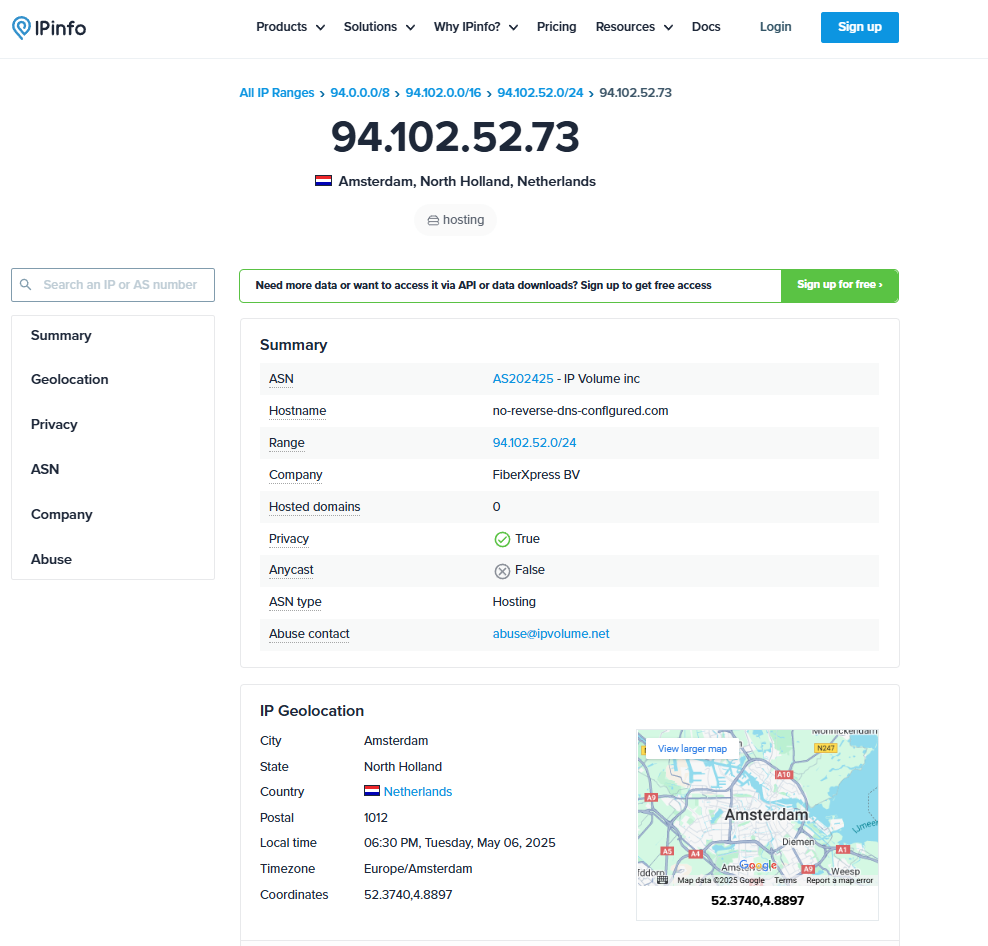 IPinfo
Products Solutions Why IPinfo? Pricing Resources Docs Login Sign up
All IP Ranges › 94.0.0.0/8 › 94.102.0.0/16 › 94.102.52.0/24 › 94.102.52.73
94.102.52.73
Amsterdam, North Holland, Netherlands
hosting
Search an IP or AS number
Summary
Geolocation
Privacy
ASN
Company
Abuse
Need more data or want to access it via API or data downloads? Sign up to get free access
Sign up for free ›
Summary
ASN AS202425 - IP Volume inc
Hostname no-reverse-dns-conflgured.com
Range 94.102.52.0/24
Company FiberXpress BV
Hosted domains 0
Privacy True
Anycast False
ASN type Hosting
Abuse contact abuse@ipvolume.net
IP Geolocation
City Amsterdam
State North Holland
Country Netherlands
Postal 1012
Local time 06:30 PM, Tuesday, May 06, 2025
Timezone Europe/Amsterdam
Coordinates 52.3740,4.8897
Monnickendam
View larger map
N247
A10
A9
Amsterdam
IJmee
Diemen
A5
A4
A1
Google
A9
Weesp
Map data ©2025 Google Terms Report a map error
52.3740,4.8897